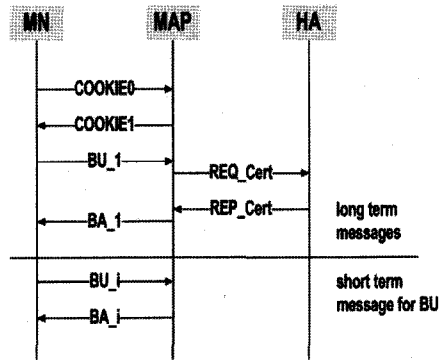 MN MAP HA
COOKIE0
COOKIE1
BU_1
REQ_Cert
REP_Cert
BA_1
long term
messages
BU_i
short term
message for BU
BA_i